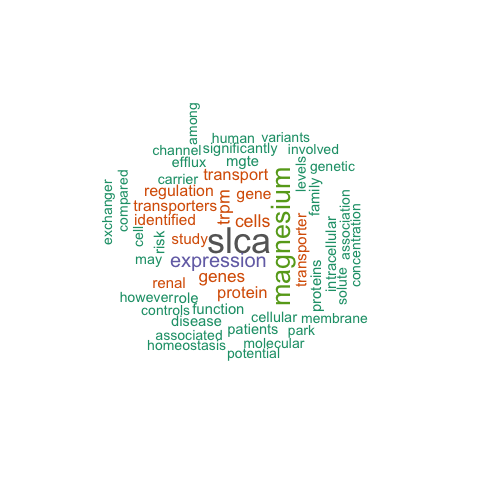 among
human variants
channel significantly involved
efflux mgte levels genetic
carrier transport
exchanger compared regulation trpm gene magnesium family
transporters
identified cells transporter intracellular association
cell risk study slca solute concentration
may expression proteins
renal genes
however role protein
controls function
disease cellular membrane
associated patients park
homeostasis molecular
potential